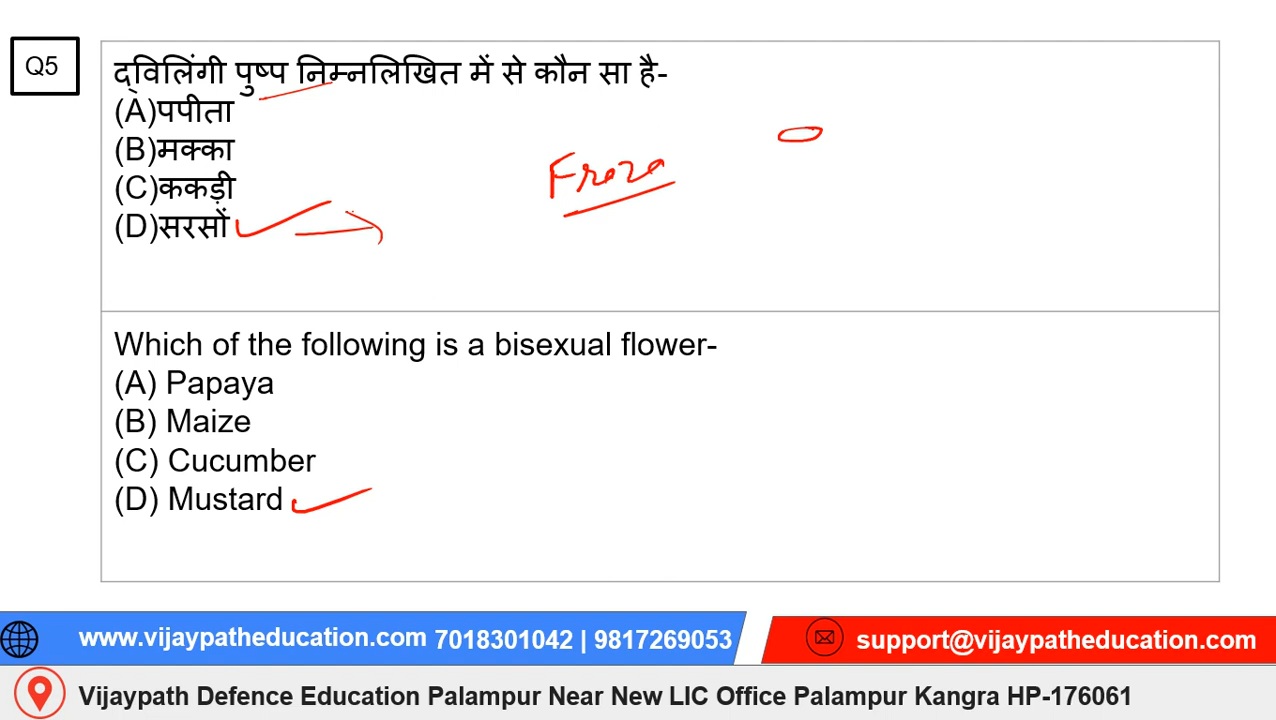 Q5
द्विलिंगी पुष्प निम्नलिखित में से कौन सा है-
(A)पपीता
(B)मक्का
(C)ककड़ी
(D)सरसों
Which of the following is a bisexual flower-
(A) Papaya
(B) Maize
(C) Cucumber
(D) Mustard
www.vijaypatheducation.com 7018301042 | 9817269053
support@vijaypatheducation.com
Vijaypath Defence Education Palampur Near New LIC Office Palampur Kangra HP-176061